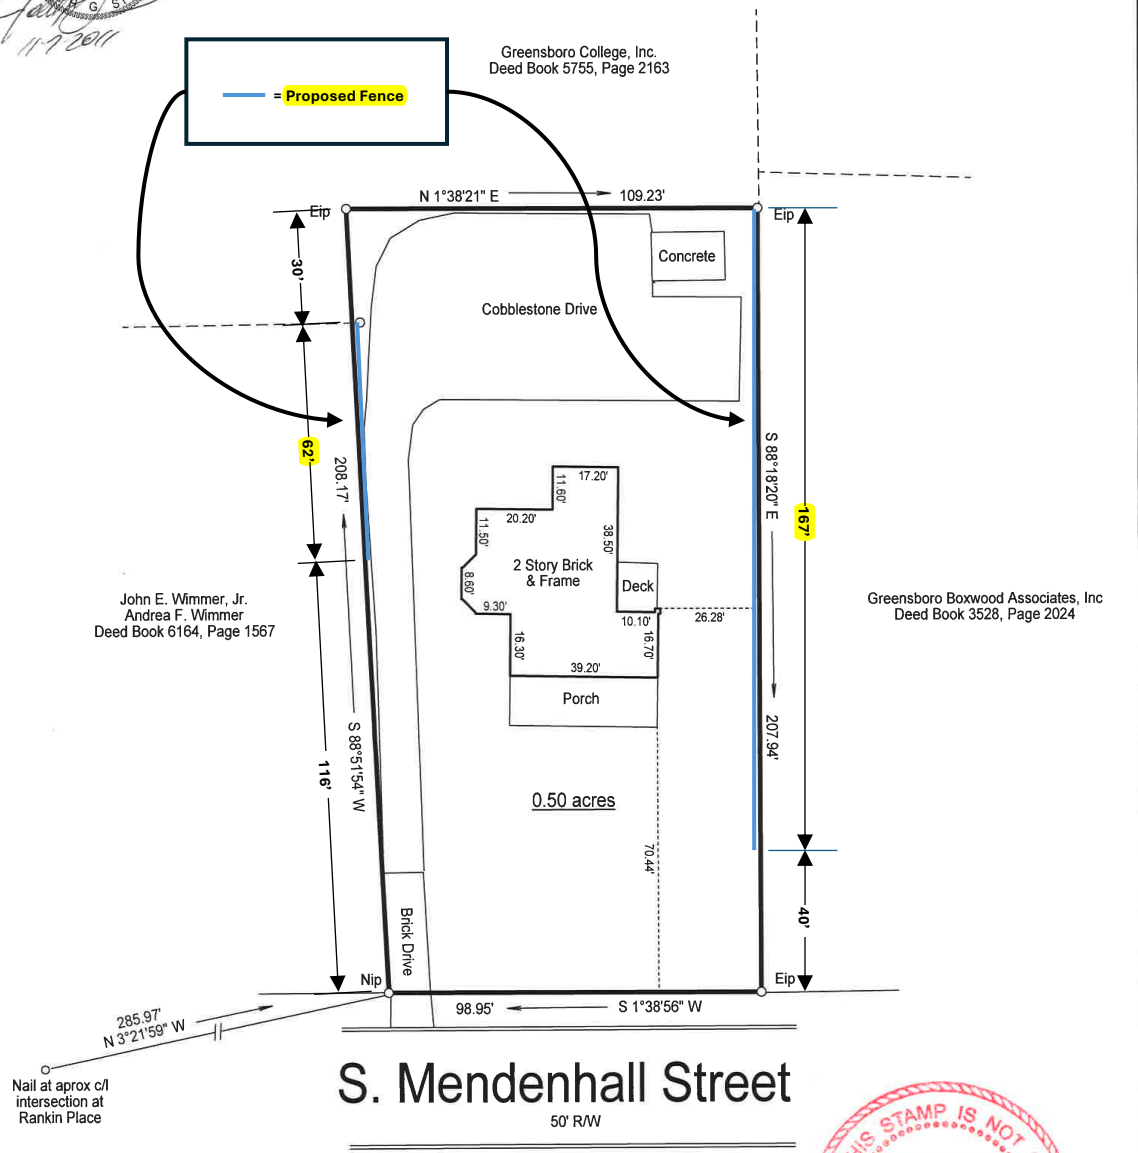 11-7-2011
= Proposed Fence
Greensboro College, Inc.
Deed Book 5755, Page 2163
N 1°38'21" E
109.23'
Eip
Eip
30'
Concrete
Cobblestone Drive
62'
208.17'
S 88°51'54" W
116'
S 88°18'20" E
167'
207.94'
40'
17.20'
11.60'
20.20'
11.50'
38.50'
8.60'
2 Story Brick
& Frame
Deck
9.30'
10.10'
26.28'
16.30'
16.70'
39.20'
Porch
John E. Wimmer, Jr.
Andrea F. Wimmer
Deed Book 6164, Page 1567
Greensboro Boxwood Associates, Inc
Deed Book 3528, Page 2024
0.50 acres
70.44'
Brick Drive
Nip
Eip
98.95'
S 1°38'56" W
285.97'
N 3°21'59" W
Nail at aprox c/l
intersection at
Rankin Place
S. Mendenhall Street
50' R/W
THIS STAMP IS NOT